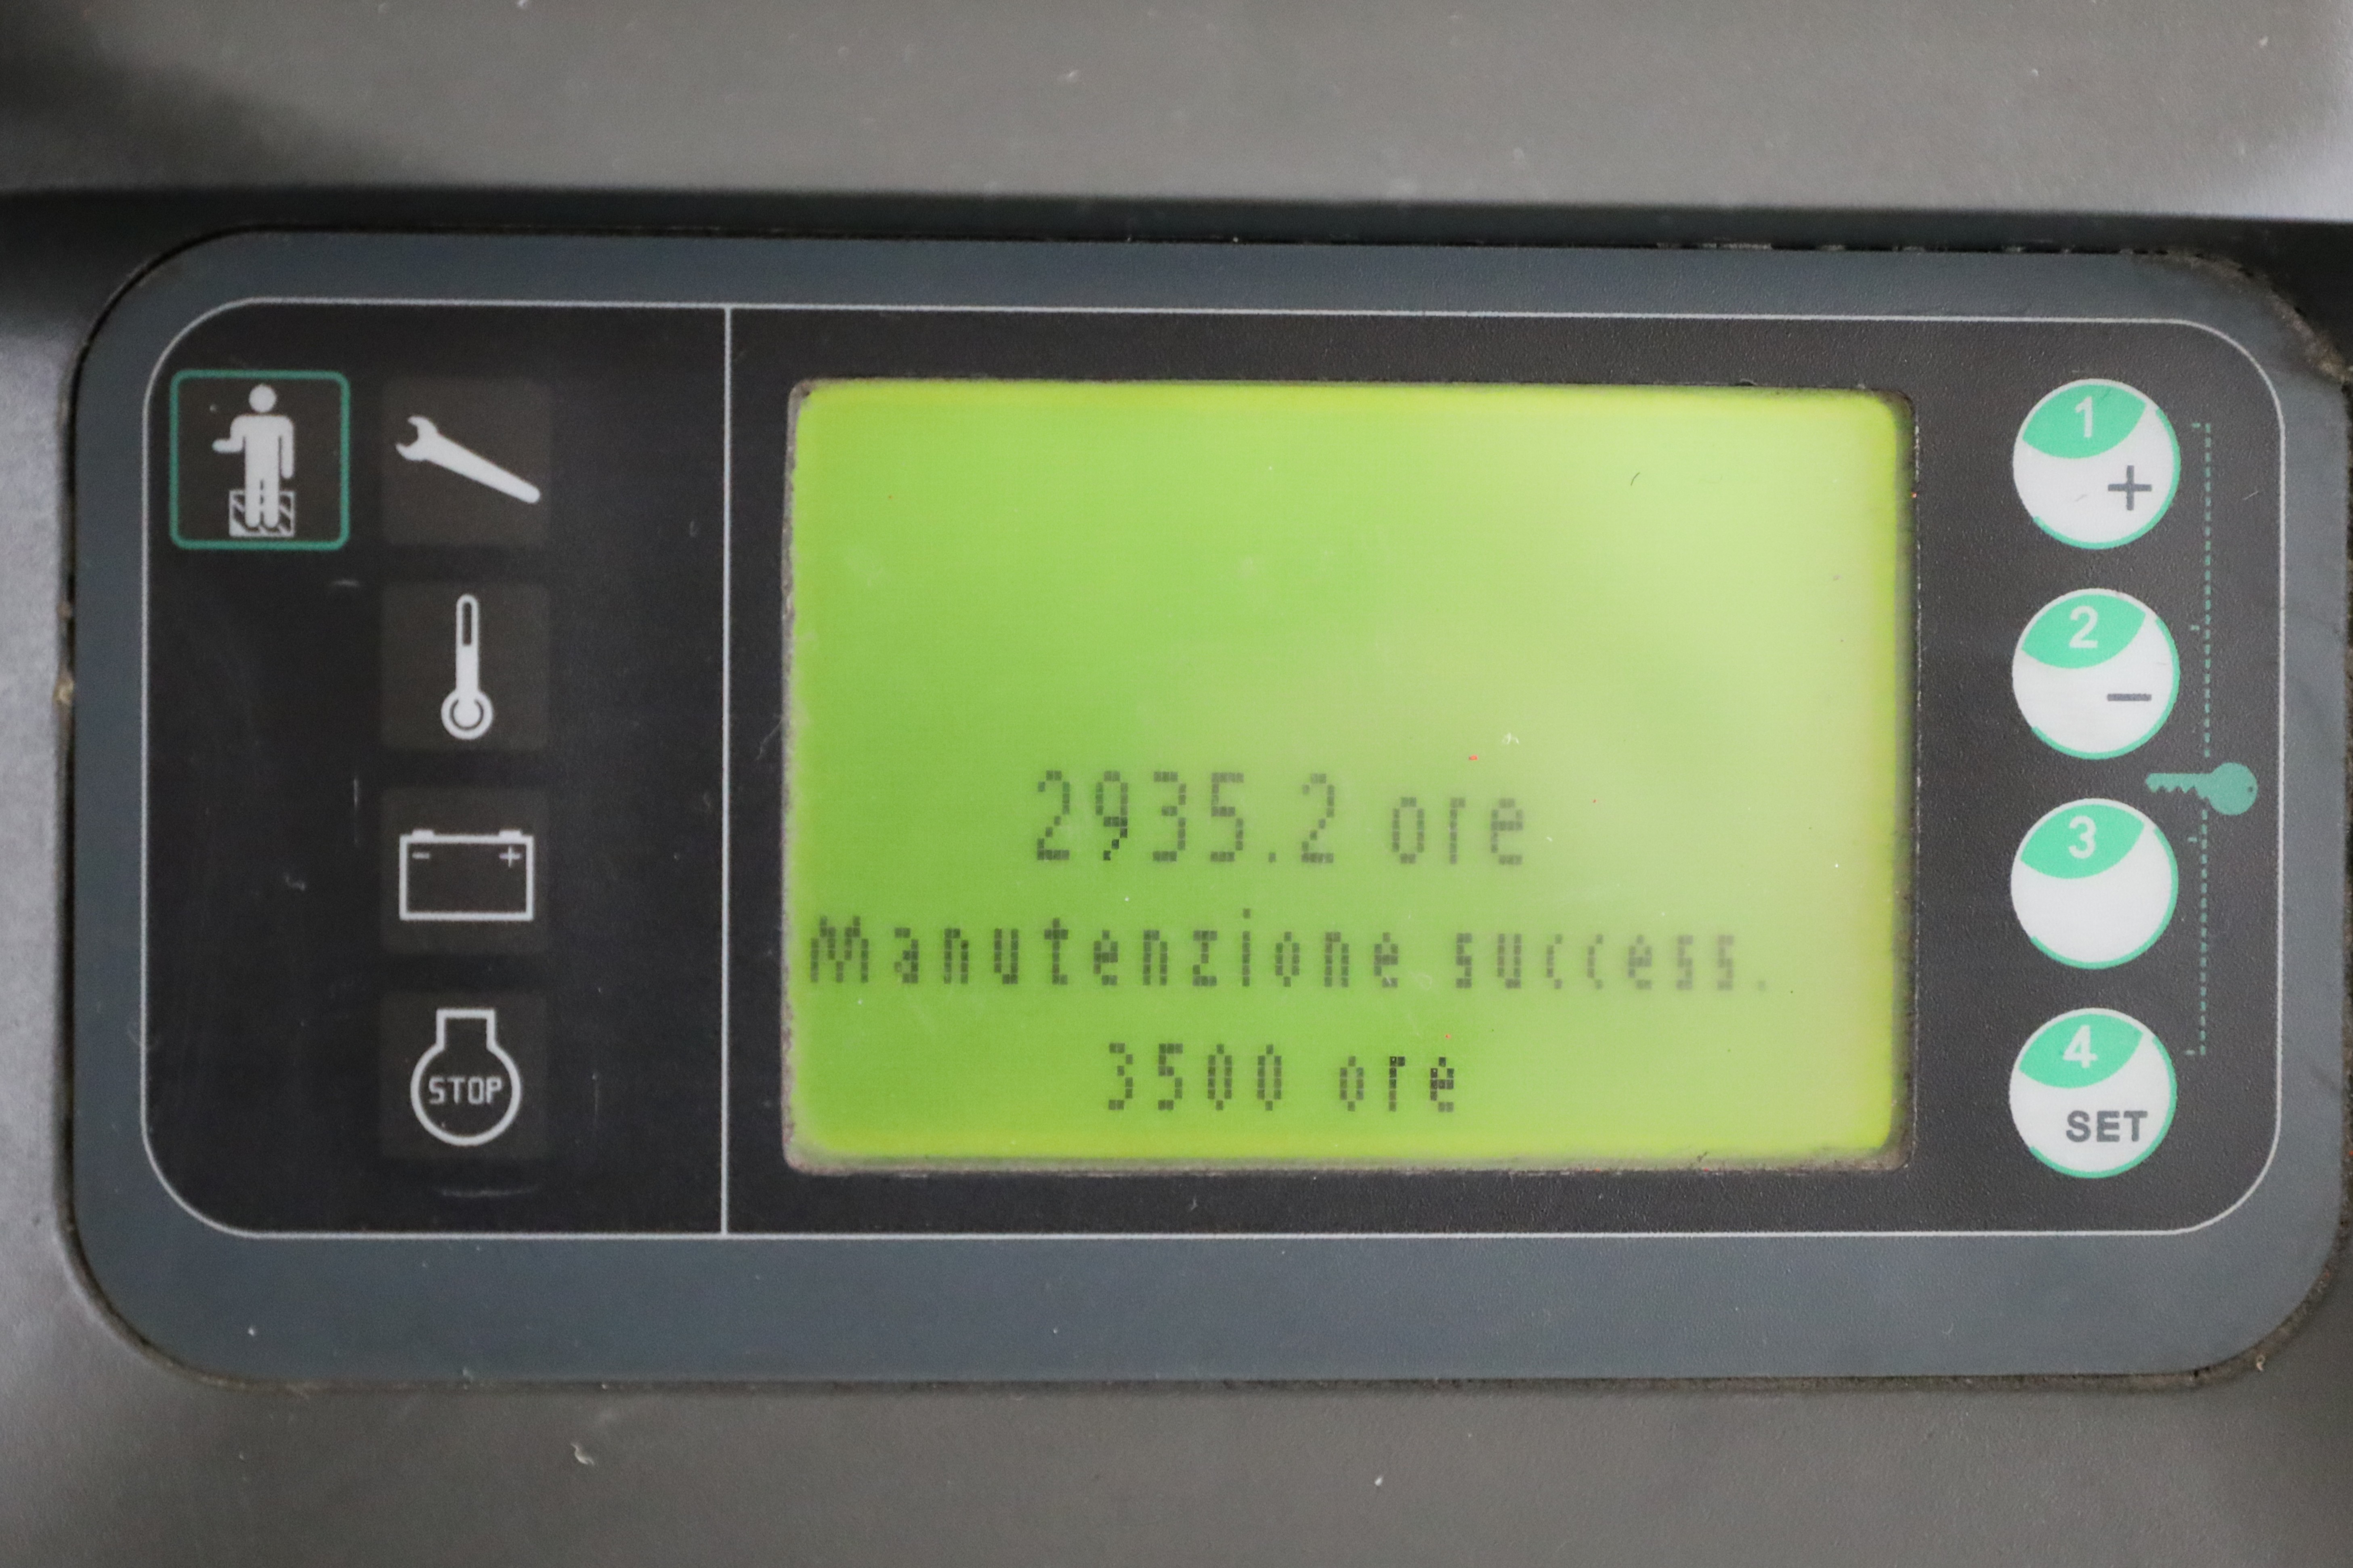 2935.2 ore
Manutenzione success.
3500 ore
- +
STOP
1
+
2
-
3
4
SET